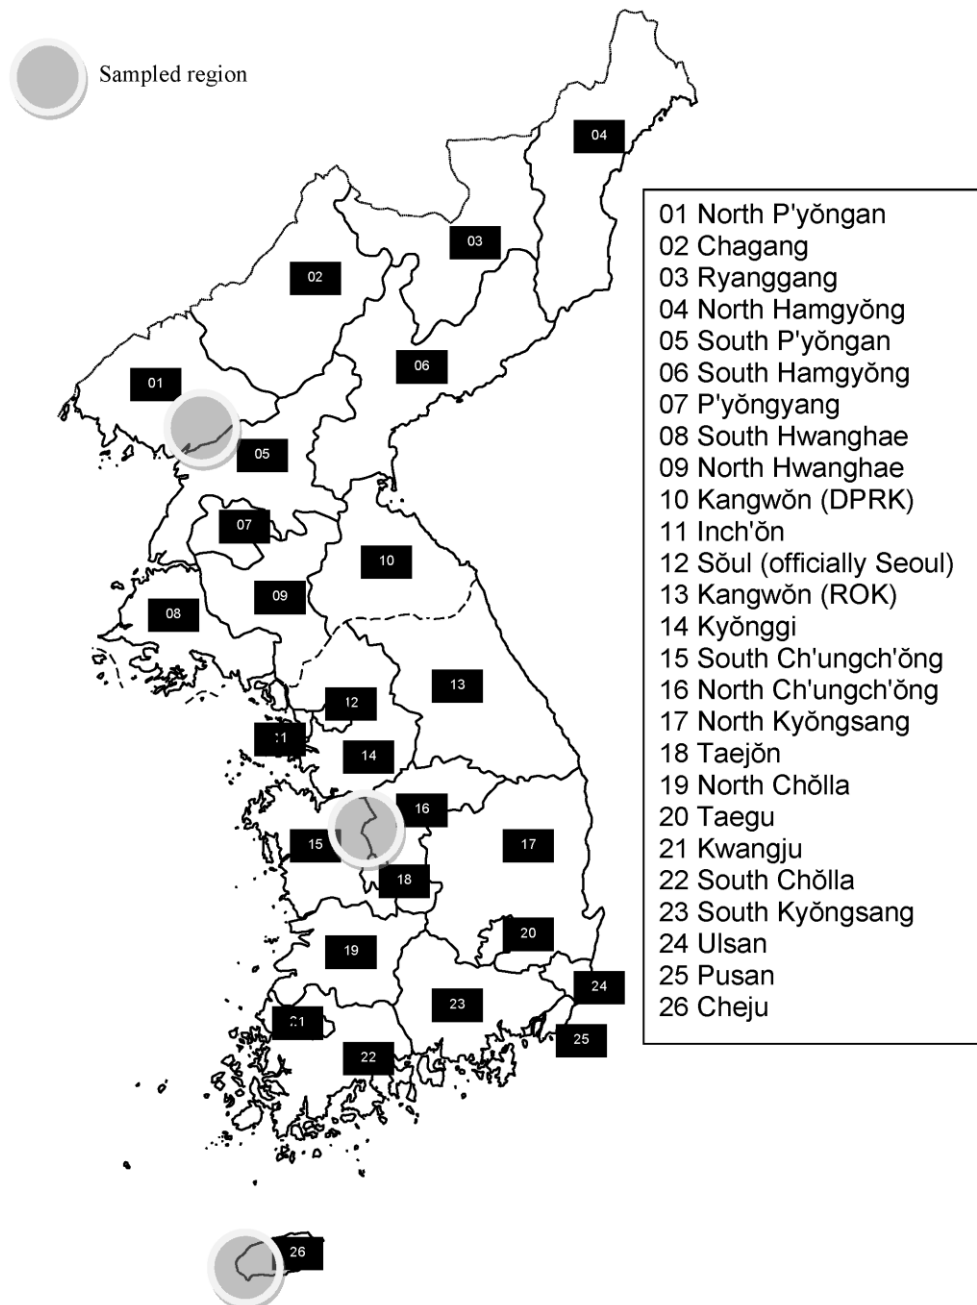 Sampled region
04
03
02
06
01
05
07
10
09
08
13
12
14
16
15
17
18
20
19
24
23
21
25
22
26
01 North P'yŏngan
02 Chagang
03 Ryanggang
04 North Hamgyŏng
05 South P'yŏngan
06 South Hamgyŏng
07 P'yŏngyang
08 South Hwanghae
09 North Hwanghae
10 Kangwŏn (DPRK)
11 Inch'ŏn
12 Sŏul (officially Seoul)
13 Kangwŏn (ROK)
14 Kyŏnggi
15 South Ch'ungch'ŏng
16 North Ch'ungch'ŏng
17 North Kyŏngsang
18 Taejŏn
19 North Chŏlla
20 Taegu
21 Kwangju
22 South Chŏlla
23 South Kyŏngsang
24 Ulsan
25 Pusan
26 Cheju